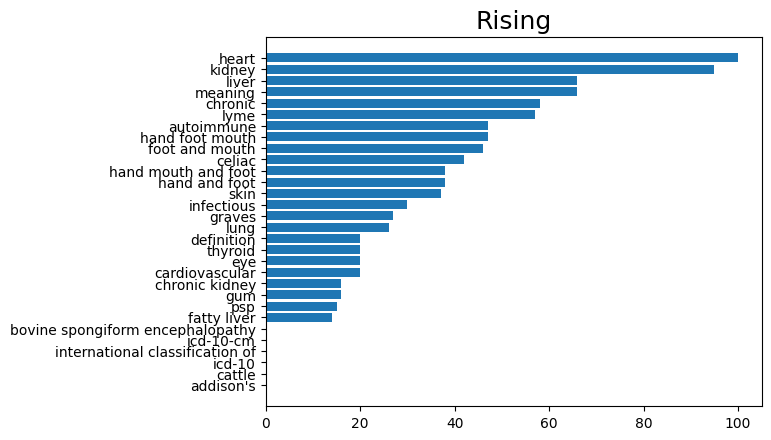 Rising
heart
kidney
liver
meaning
chronic
lyme
autoimmune
hand foot mouth
foot and mouth
celiac
hand mouth and foot
hand and foot
skin
infectious
graves
lung
definition
thyroid
eye
cardiovascular
chronic kidney
gum
psp
fatty liver
bovine spongiform encephalopathy
icd-10-cm
international classification of
icd-10
cattle
addison's
0 20 40 60 80 100